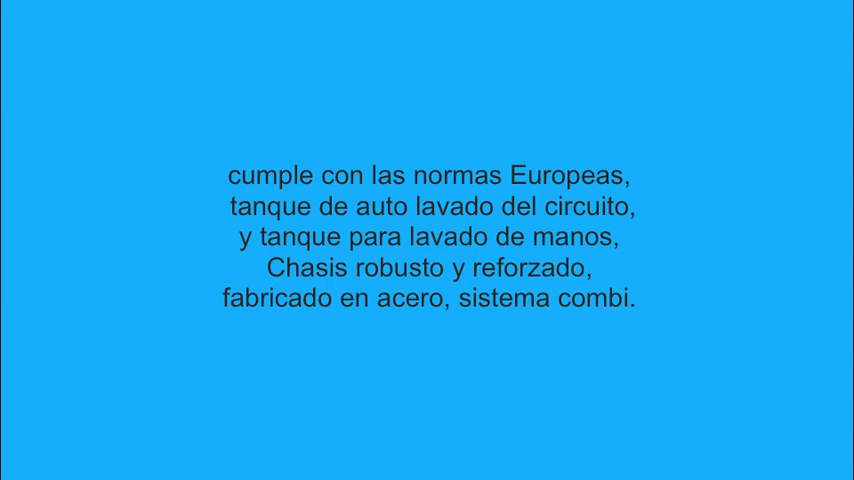 cumple con las normas Europeas,
tanque de auto lavado del circuito,
y tanque para lavado de manos,
Chasis robusto y reforzado,
fabricado en acero, sistema combi.